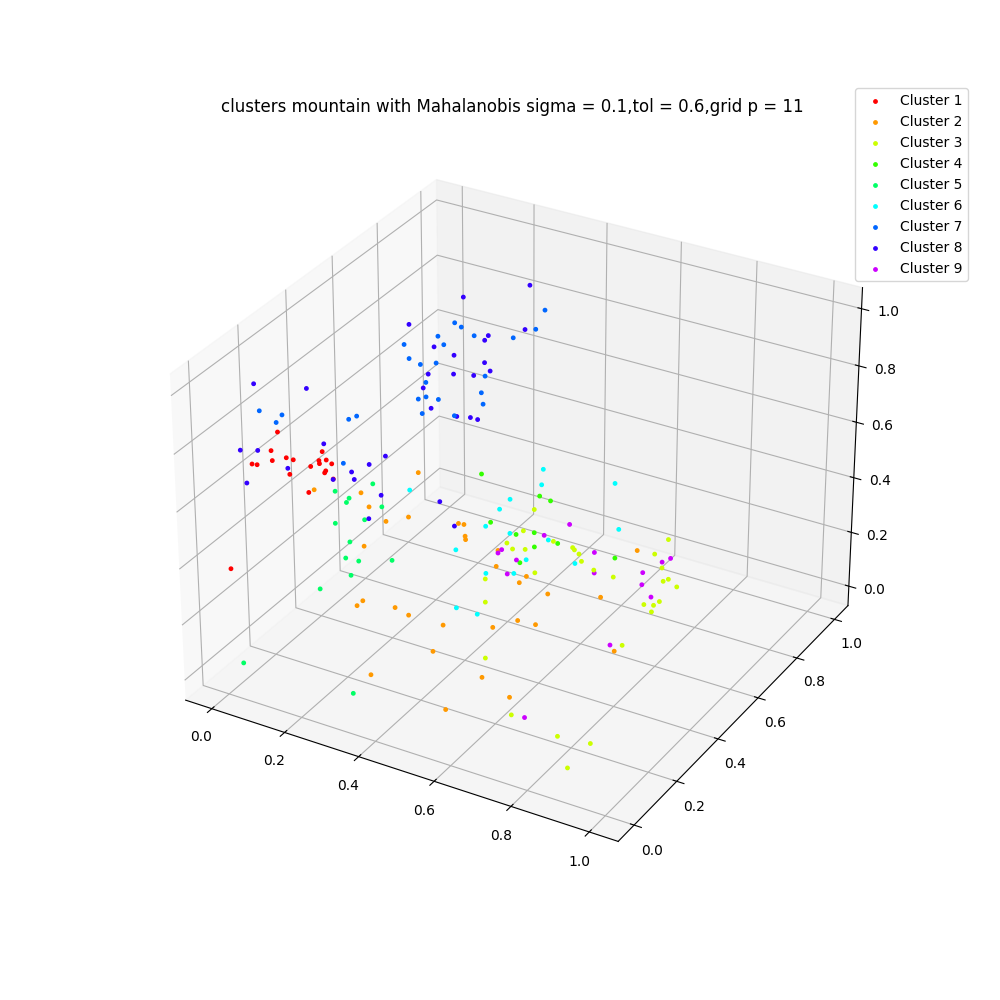 clusters mountain with Mahalanobis sigma = 0.1,tol = 0.6,grid p = 11
Cluster 1
Cluster 2
Cluster 3
Cluster 4
Cluster 5
Cluster 6
Cluster 7
Cluster 8
Cluster 9
1.0
0.8
0.6
0.4
0.2
0.0
1.0
0.8
0.6
0.4
0.2
0.0
0.0
0.2
0.4
0.6
0.8
1.0